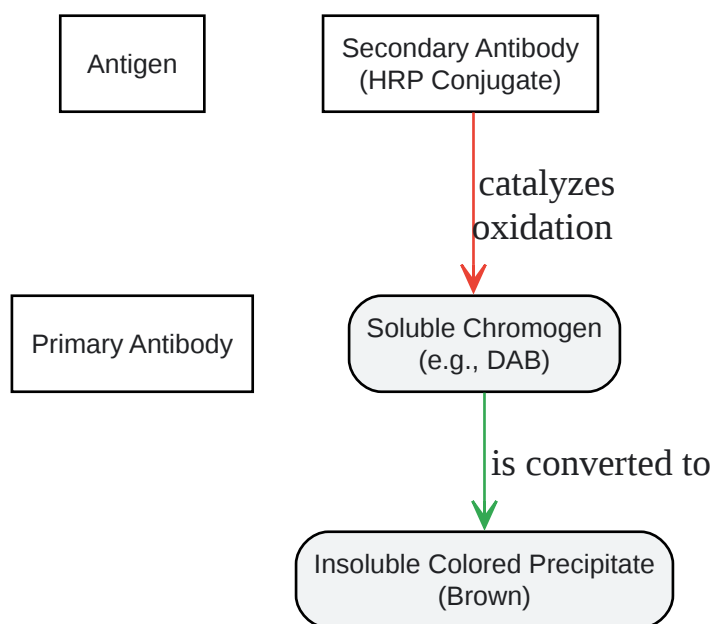 Antigen
Secondary Antibody
(HRP Conjugate)
catalyzes
oxidation
Primary Antibody
Soluble Chromogen
(e.g., DAB)
is converted to
Insoluble Colored Precipitate
(Brown)